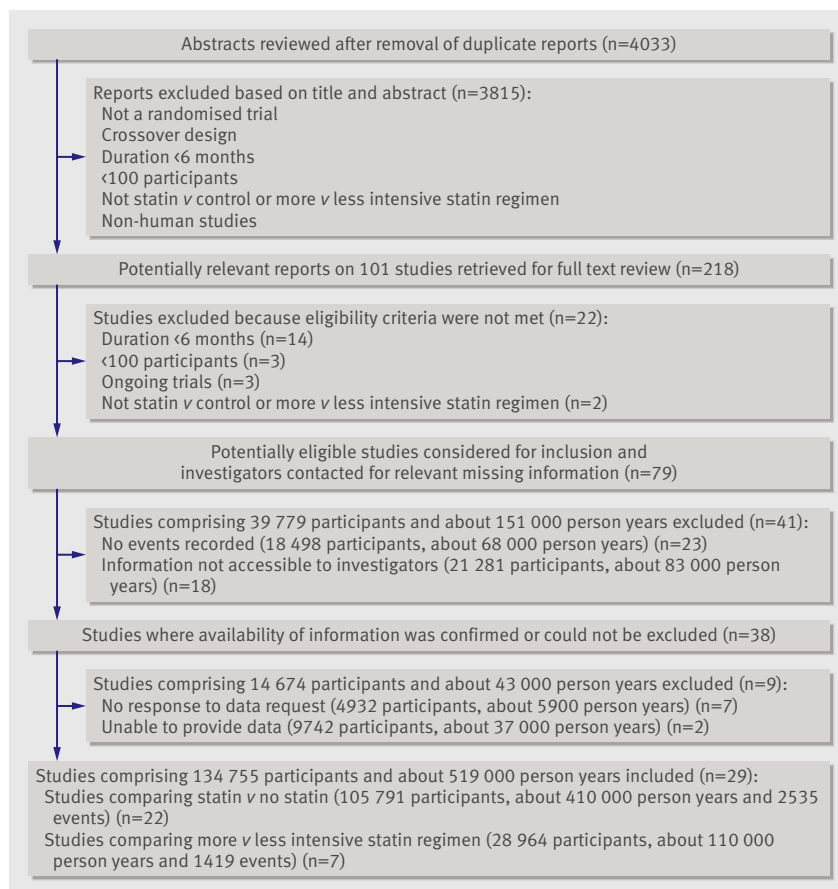 Abstracts reviewed after removal of duplicate reports (n=4033)
Reports excluded based on title and abstract (n=3815):
Not a randomised trial
Crossover design
Duration <6 months
<100 participants
Not statin v control or more v less intensive statin regimen
Non-human studies
Potentially relevant reports on 101 studies retrieved for full text review (n=218)
Studies excluded because eligibility criteria were not met (n=22):
Duration <6 months (n=14)
<100 participants (n=3)
Ongoing trials (n=3)
Not statin v control or more v less intensive statin regimen (n=2)
Potentially eligible studies considered for inclusion and
investigators contacted for relevant missing information (n=79)
Studies comprising 39 779 participants and about 151 000 person years excluded (n=41):
No events recorded (18 498 participants, about 68 000 person years) (n=23)
Information not accessible to investigators (21 281 participants, about 83 000 person
years) (n=18)
Studies where availability of information was confirmed or could not be excluded (n=38)
Studies comprising 14 674 participants and about 43 000 person years excluded (n=9):
No response to data request (4932 participants, about 5900 person years) (n=7)
Unable to provide data (9742 participants, about 37 000 person years) (n=2)
Studies comprising 134 755 participants and about 519 000 person years included (n=29):
Studies comparing statin v no statin (105 791 participants, about 410 000 person years and 2535
events) (n=22)
Studies comparing more v less intensive statin regimen (28 964 participants, about 110 000
person years and 1419 events) (n=7)